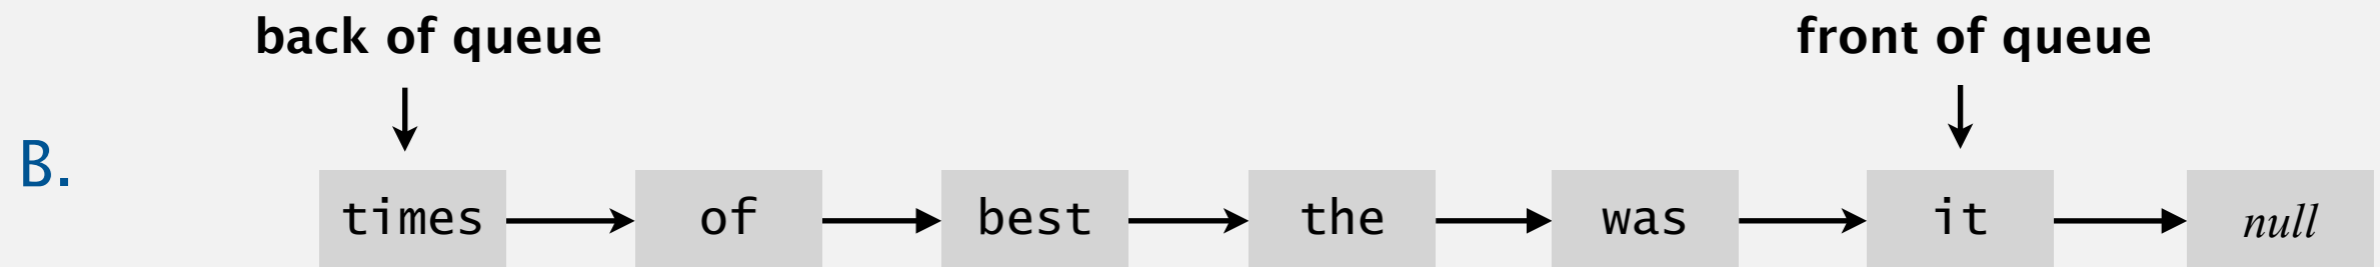 back of queue front of queue
B.
times of best the was it null